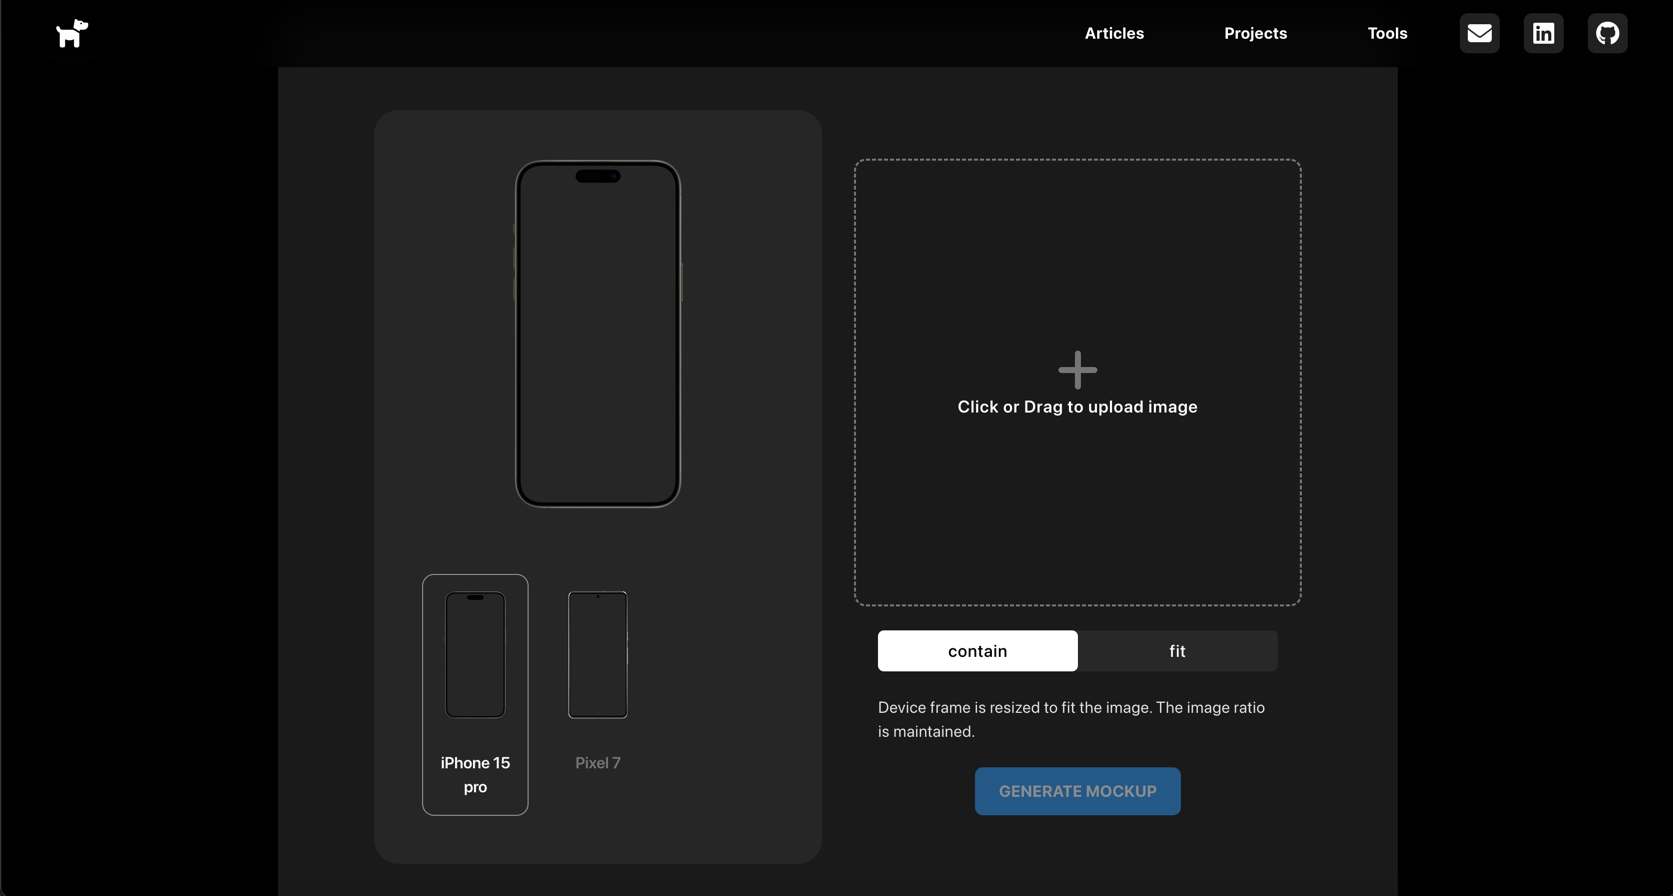 Articles
Projects
Tools
Click or Drag to upload image
contain
fit
Device frame is resized to fit the image. The image ratio
is maintained.
GENERATE MOCKUP
iPhone 15
pro
Pixel 7